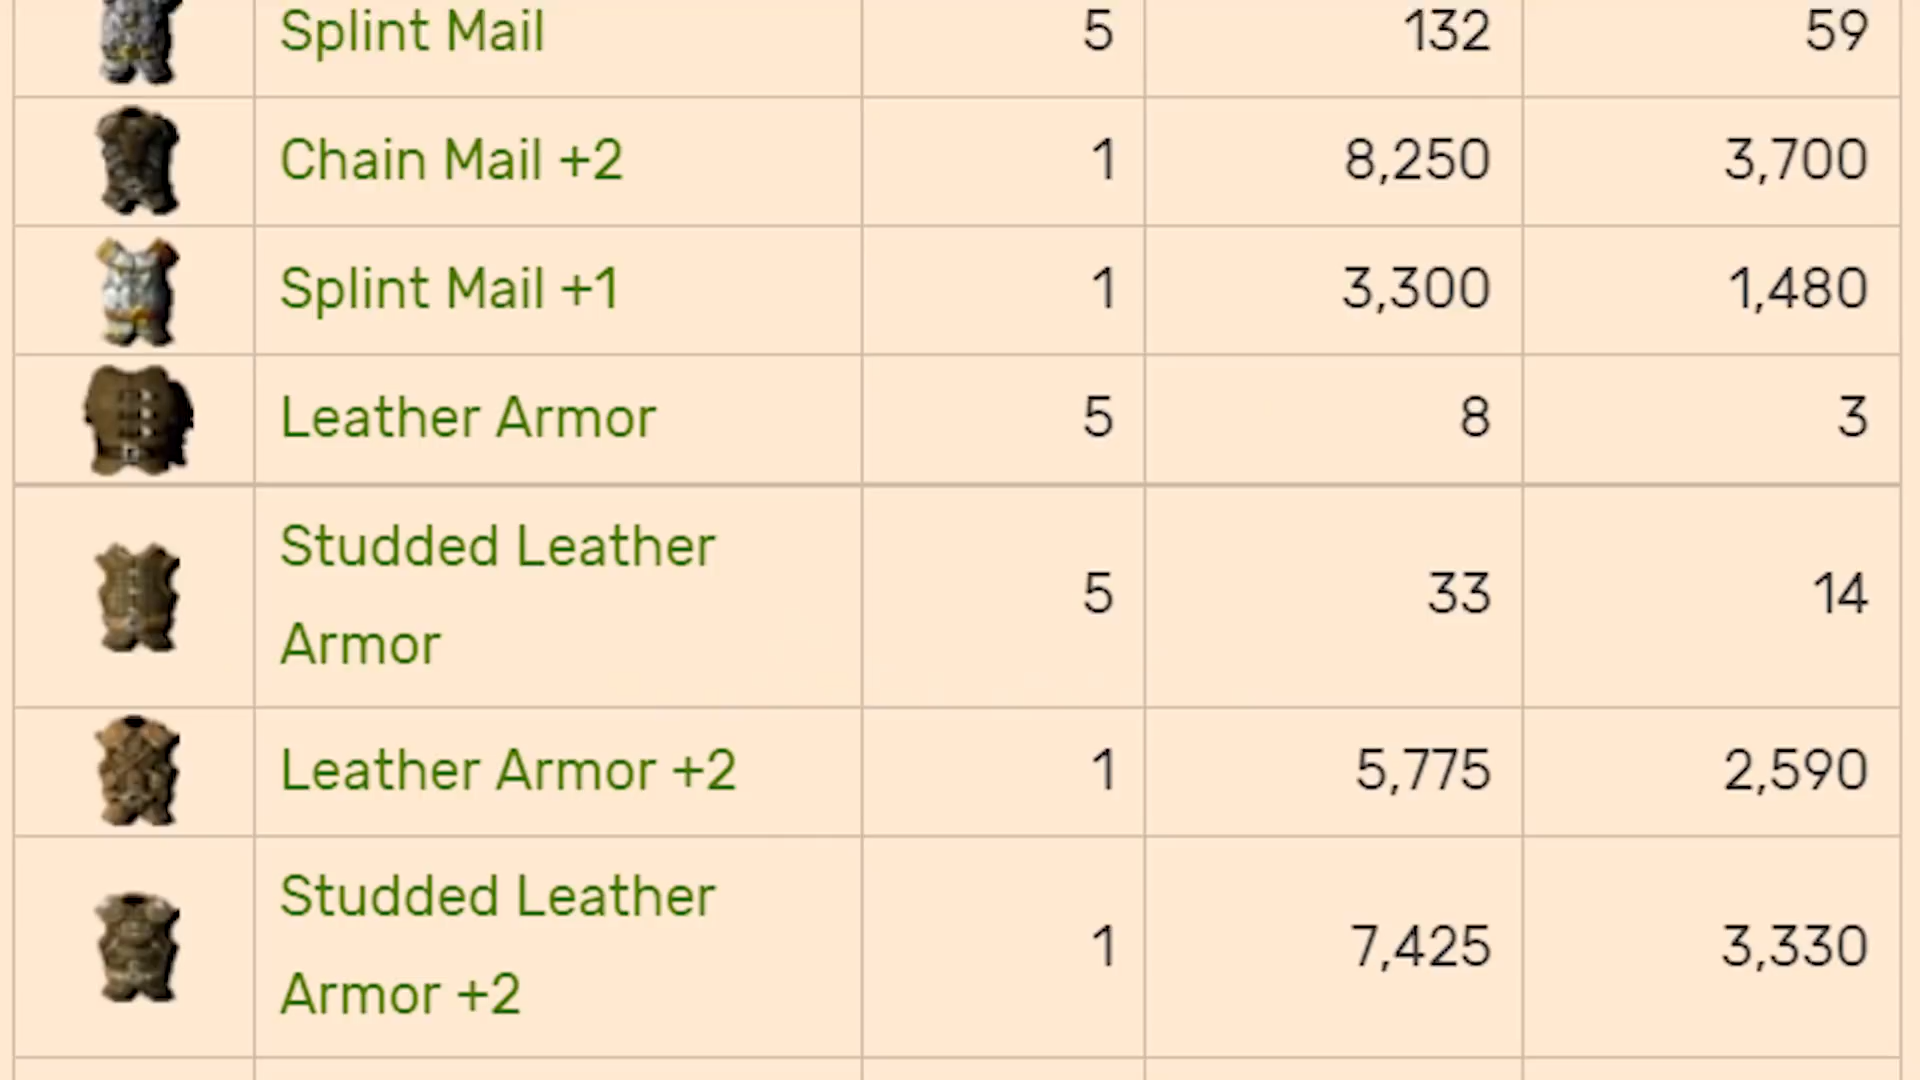 Splint Mail 5 132 59
Chain Mail +2 1 8,250 3,700
Splint Mail +1 1 3,300 1,480
Leather Armor 5 8 3
Studded Leather
Armor 5 33 14
Leather Armor +2 1 5,775 2,590
Studded Leather
Armor +2 1 7,425 3,330